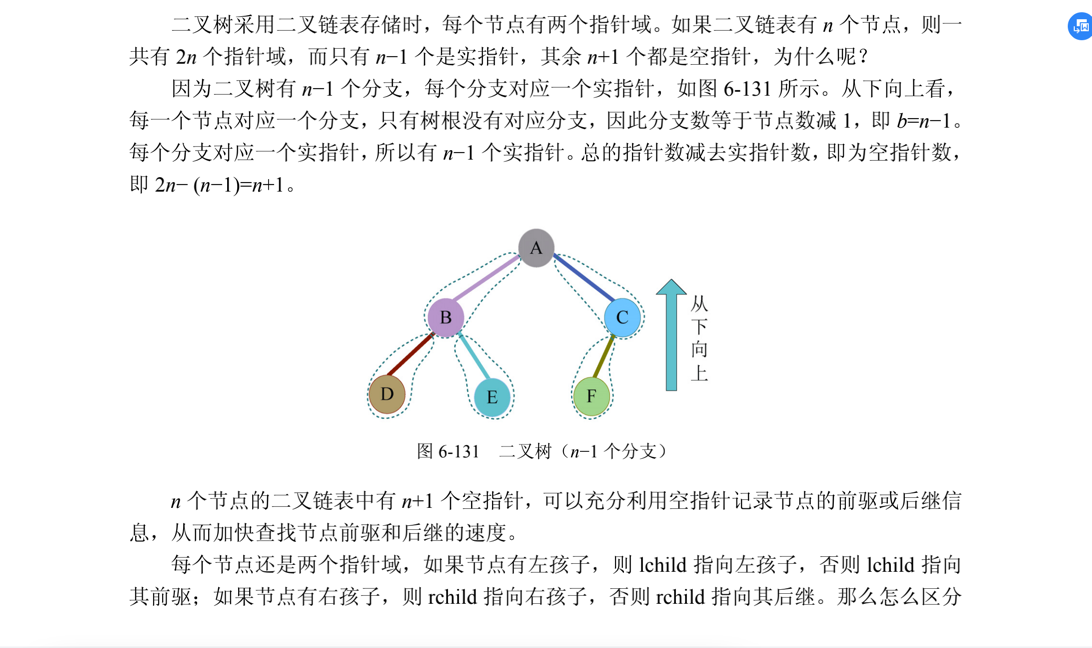 二叉树采用二叉链表存储时，每个节点有两个指针域。如果二叉链表有 n 个节点，则一
共有 2n 个指针域，而只有 n−1 个是实指针，其余 n+1 个都是空指针，为什么呢？
因为二叉树有 n−1 个分支，每个分支对应一个实指针，如图 6-131 所示。从下向上看，
每一个节点对应一个分支，只有树根没有对应分支，因此分支数等于节点数减 1，即 b=n−1。
每个分支对应一个实指针，所以有 n−1 个实指针。总的指针数减去实指针数，即为空指针数，
即 2n− (n−1)=n+1。
A
B
C
D
E
F
从
下
向
上
图 6-131　二叉树（n−1 个分支）
n 个节点的二叉链表中有 n+1 个空指针，可以充分利用空指针记录节点的前驱或后继信
息，从而加快查找节点前驱和后继的速度。
每个节点还是两个指针域，如果节点有左孩子，则 lchild 指向左孩子，否则 lchild 指向
其前驱；如果节点有右孩子，则 rchild 指向右孩子，否则 rchild 指向其后继。那么怎么区分